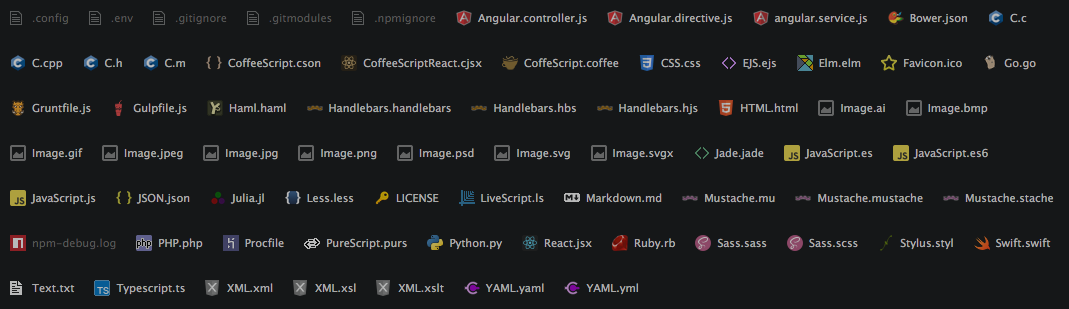 .config .env .gitignore .gitmodules .npmignore Angular.controller.js Angular.directive.js angular.service.js Bower.json C.c
C.cpp C.h C.m CoffeeScript.cson CoffeeScriptReact.cjsx CoffeScript.coffee CSS.css EJS.ejs Elm.elm Favicon.ico Go.go
Gruntfile.js Gulpfile.js Haml.haml Handlebars.handlebars Handlebars.hbs Handlebars.hjs HTML.html Image.ai Image.bmp
Image.gif Image.jpeg Image.jpg Image.png Image.psd Image.svg Image.svgx Jade.jade JS JavaScript.es JS JavaScript.es6
JS JavaScript.js JSON.json Julia.jl Less.less LICENSE LiveScript.ls Markdown.md Mustache.mu Mustache.mustache Mustache.stache
npm-debug.log php PHP.php Procfile PureScript.purs Python.py React.jsx Ruby.rb Sass.sass Sass.scss Stylus.styl Swift.swift
Text.txt TS Typescript.ts XML.xml XML.xsl XML.xslt YAML.yaml YAML.yml